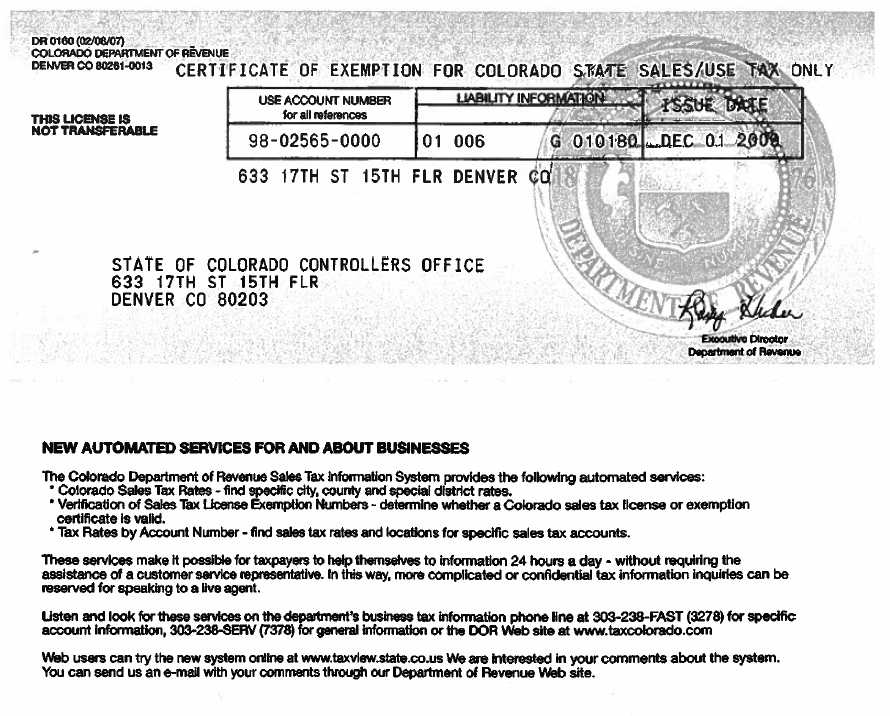 DR 0160 (02/06/07)
COLORADO DEPARTMENT OF REVENUE
DENVER CO 80261-0013
CERTIFICATE OF EXEMPTION FOR COLORADO STATE SALES/USE TAX ONLY
THIS LICENSE IS
NOT TRANSFERABLE
USE ACCOUNT NUMBER
for all references
LIABILITY INFORMATION
ISSUE DATE
98-02565-0000
01 006 G 010180
DEC 01 2009
633 17TH ST 15TH FLR DENVER CO
18 76
DEPARTMENT OF REVENUE
STATE OF COLORADO CONTROLLERS OFFICE
633 17TH ST 15TH FLR
DENVER CO 80203
Executive Director
Department of Revenue
NEW AUTOMATED SERVICES FOR AND ABOUT BUSINESSES
The Colorado Department of Revenue Sales Tax Information System provides the following automated services:
* Colorado Sales Tax Rates - find specific city, county and special district rates.
* Verification of Sales Tax License Exemption Numbers - determine whether a Colorado sales tax license or exemption
certificate is valid.
* Tax Rates by Account Number - find sales tax rates and locations for specific sales tax accounts.
These services make it possible for taxpayers to help themselves to information 24 hours a day - without requiring the
assistance of a customer service representative. In this way, more complicated or confidential tax information inquiries can be
reserved for speaking to a live agent.
Listen and look for these services on the department's business tax information phone line at 303-238-FAST (3278) for specific
account information, 303-238-SERV (7378) for general information or the DOR Web site at www.taxcolorado.com
Web users can try the new system online at www.taxview.state.co.us We are interested in your comments about the system.
You can send us an e-mail with your comments through our Department of Revenue Web site.